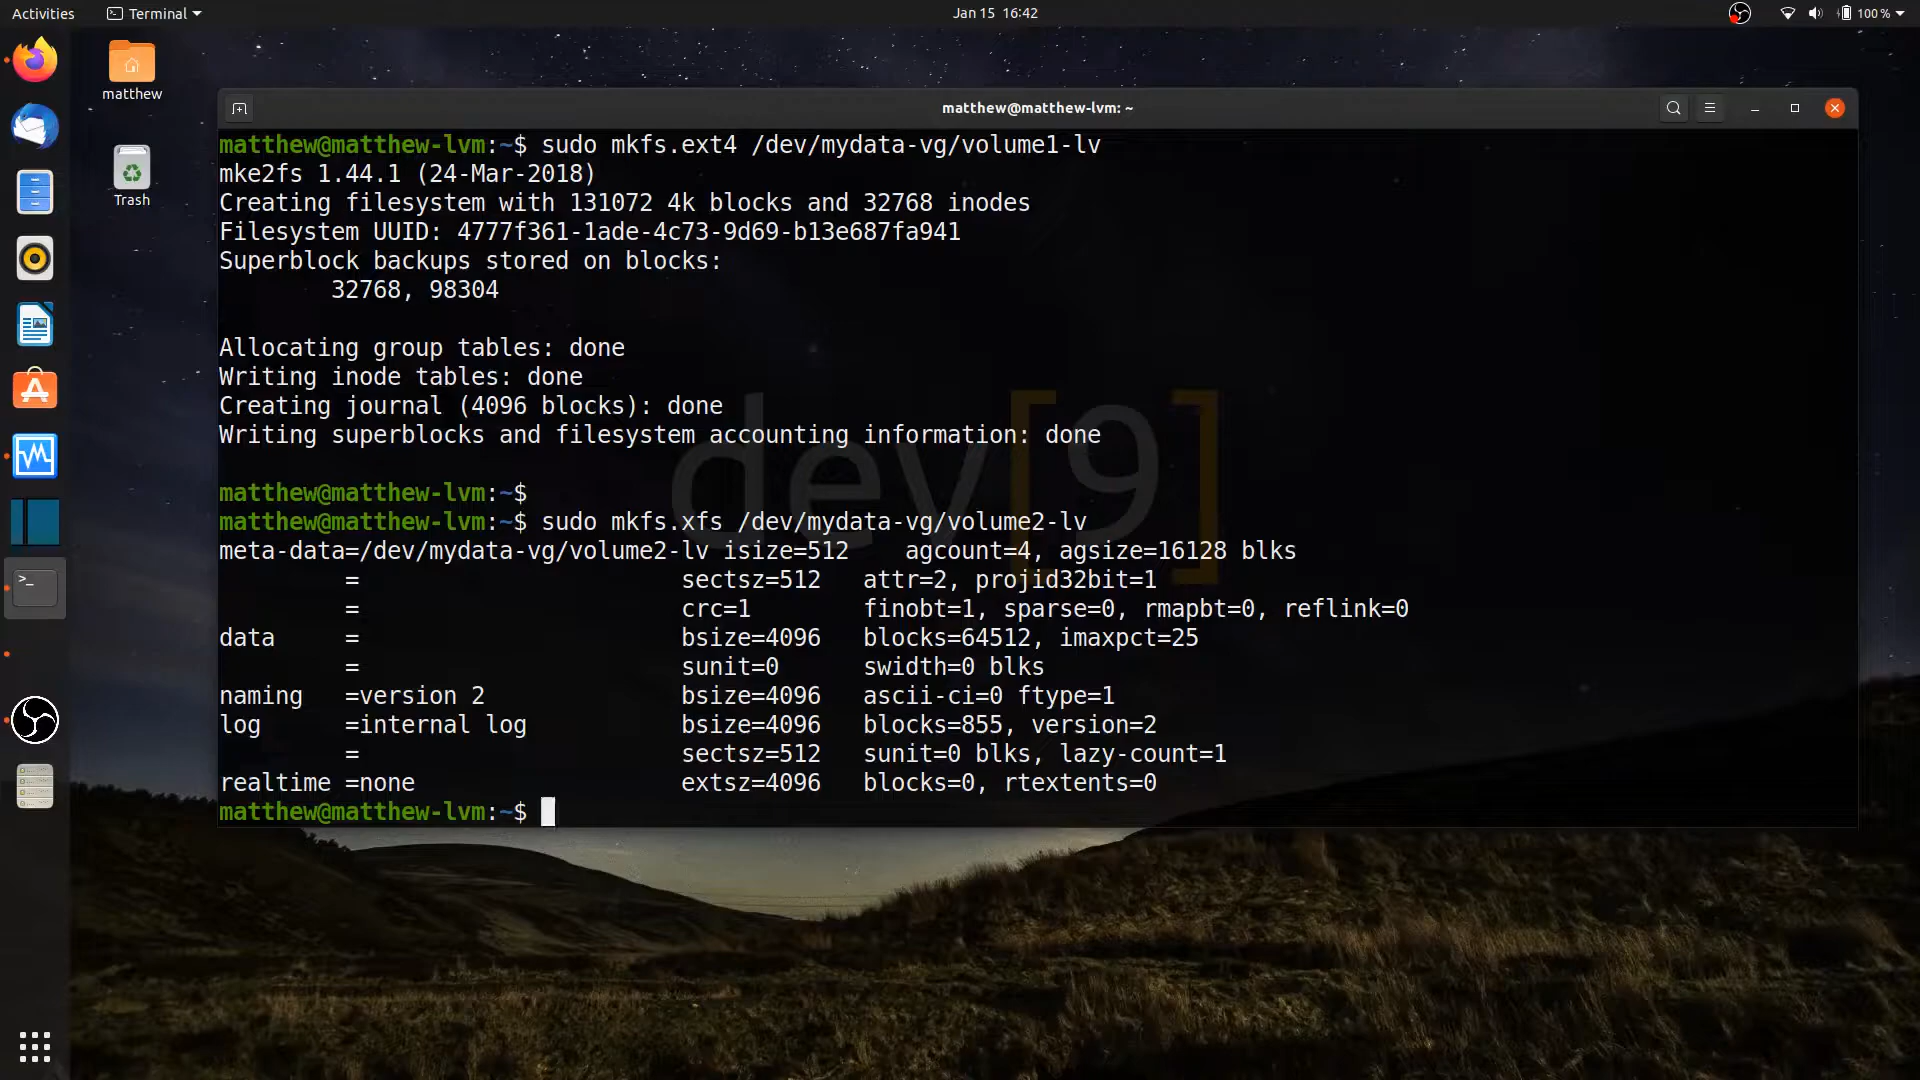 Activities
Terminal
Jan 15 16:42
100 %
matthew
Trash
matthew@matthew-lvm: ~
matthew@matthew-lvm:~$ sudo mkfs.ext4 /dev/mydata-vg/volume1-lv
mke2fs 1.44.1 (24-Mar-2018)
Creating filesystem with 131072 4k blocks and 32768 inodes
Filesystem UUID: 4777f361-1ade-4c73-9d69-b13e687fa941
Superblock backups stored on blocks:
        32768, 98304
Allocating group tables: done
Writing inode tables: done
Creating journal (4096 blocks): done
Writing superblocks and filesystem accounting information: done
dev[9]
matthew@matthew-lvm:~$
matthew@matthew-lvm:~$ sudo mkfs.xfs /dev/mydata-vg/volume2-lv
meta-data=/dev/mydata-vg/volume2-lv isize=512    agcount=4, agsize=16128 blks
         =                       sectsz=512   attr=2, projid32bit=1
         =                       crc=1        finobt=1, sparse=0, rmapbt=0, reflink=0
data     =                       bsize=4096   blocks=64512, imaxpct=25
         =                       sunit=0      swidth=0 blks
naming   =version 2              bsize=4096   ascii-ci=0 ftype=1
log      =internal log           bsize=4096   blocks=855, version=2
         =                       sectsz=512   sunit=0 blks, lazy-count=1
realtime =none                   extsz=4096   blocks=0, rtextents=0
matthew@matthew-lvm:~$